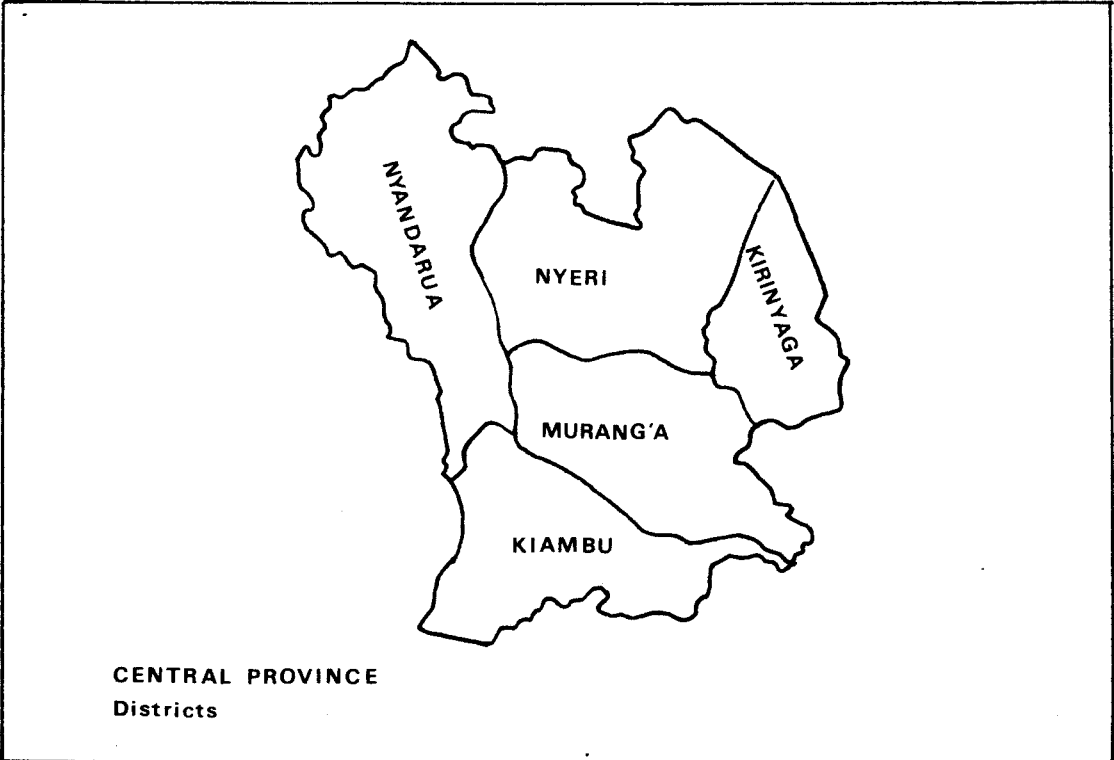 NYANDARUA
NYERI
KIRINYAGA
MURANG'A
KIAMBU
CENTRAL PROVINCE
Districts